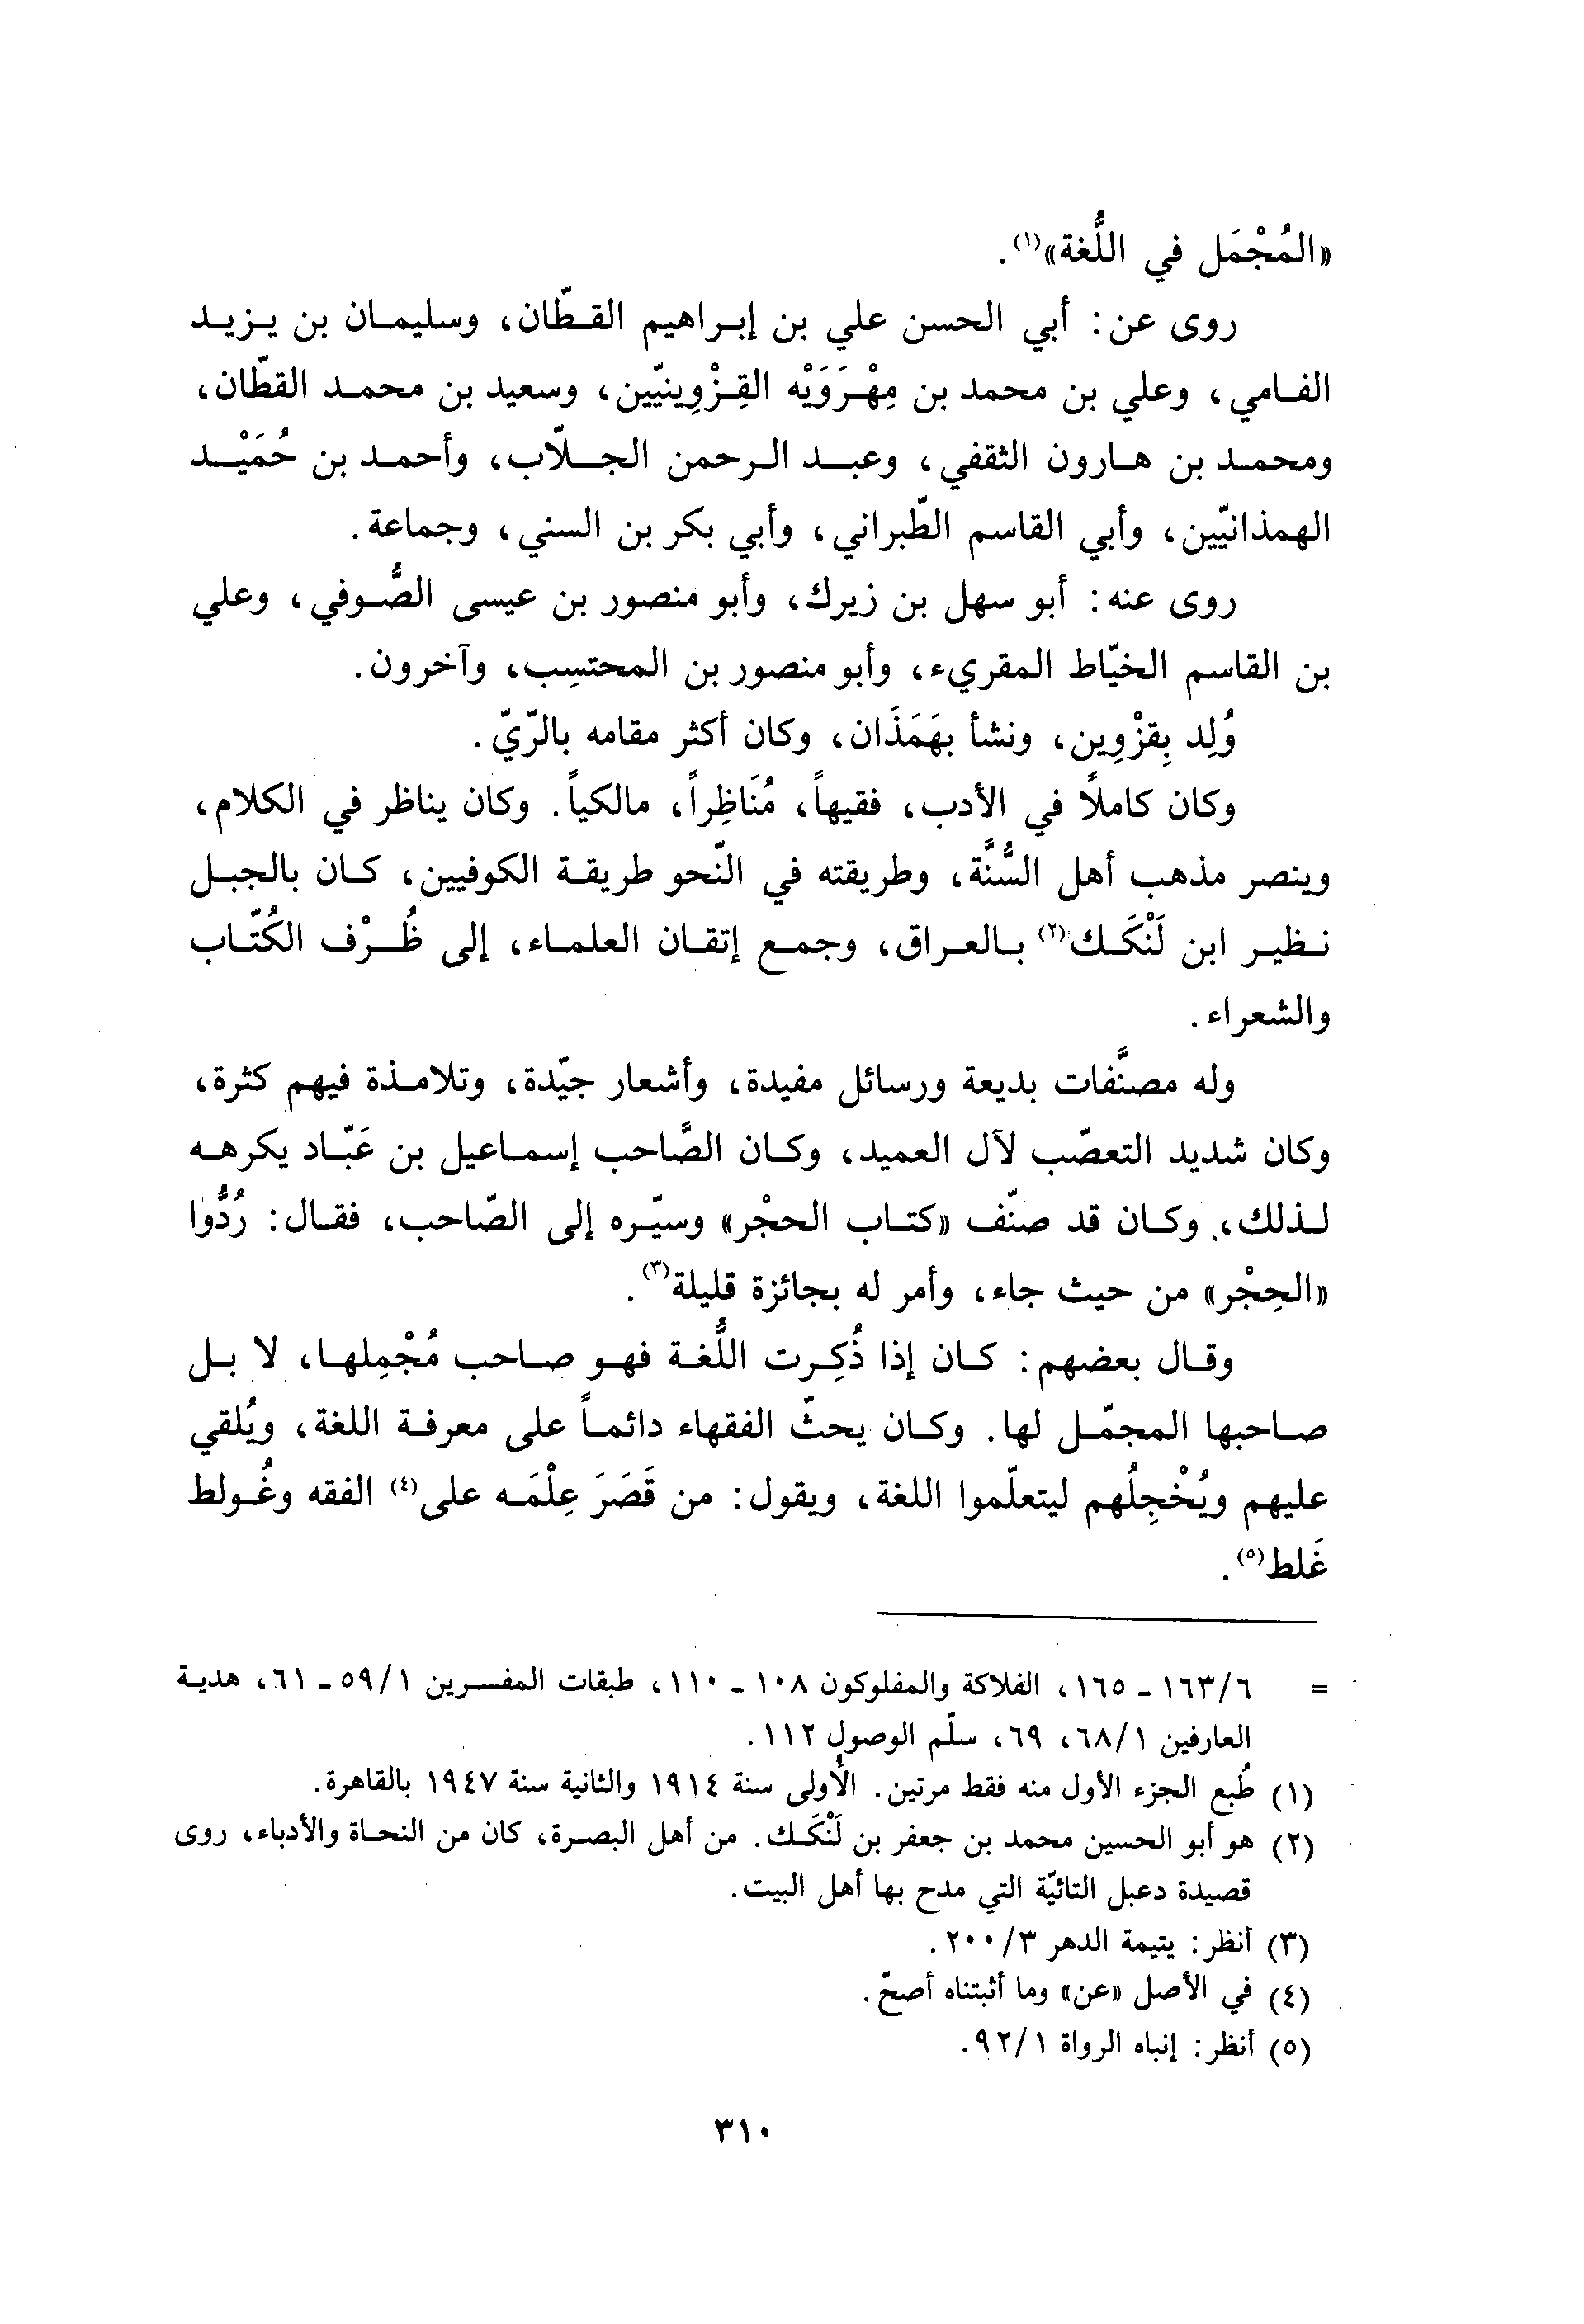 «المُجْمَل في اللُّغة»(١).
روى عن: أبي الحسن علي بن إبراهيم القطّان، وسليمان بن يزيد
الفامي، وعلي بن محمد بن مِهْرَوَيْه القِزْوِينيّين، وسعيد بن محمد القطّان،
ومحمد بن هارون الثقفي، وعبد الرحمن الجلّاب، وأحمد بن حُمَيْد
الهمذانيّين، وأبي القاسم الطّبراني، وأبي بكر بن السني، وجماعة.
روى عنه: أبو سهل بن زيرك، وأبو منصور بن عيسى الصُّوفي، وعلي
بن القاسم الخيّاط المقريء، وأبو منصور بن المحتسِب، وآخرون.
وُلِد بِقزْوِين، ونشأ بهَمَذَان، وكان أكثر مقامه بالرّيّ.
وكان كاملاً في الأدب، فقيهاً، مُنَاظِراً، مالكياً. وكان يناظر في الكلام،
وينصر مذهب أهل السُّنَّة، وطريقته في النّحو طريقة الكوفيين، كان بالجبل
نظير ابن لَنْكَك(٢) بالعراق، وجمع إتقان العلماء، إلى ظُرْف الكُتّاب
والشعراء.
وله مصنَّفات بديعة ورسائل مفيدة، وأشعار جيّدة، وتلامذة فيهم كثرة،
وكان شديد التعصّب لآل العميد، وكان الصَّاحب إسماعيل بن عَبّاد يكرهه
لذلك، وكان قد صنّف «كتاب الحجْر» وسيّره إلى الصّاحب، فقال: رُدُّوا
«الحِجْر» من حيث جاء، وأمر له بجائزة قليلة(٣).
وقال بعضهم: كان إذا ذُكِرت اللُّغة فهو صاحب مُجْمِلها، لا بل
صاحبها المجمّل لها. وكان يحثّ الفقهاء دائماً على معرفة اللغة، ويُلقي
عليهم ويُخْجِلُهم ليتعلّموا اللغة، ويقول: من قَصَرَ عِلْمَه على(٤) الفقه وغُولط
غَلط(٥).
= ٦/١٦٣ - ١٦٥، الفلاكة والمفلوكون ١٠٨ - ١١٠، طبقات المفسرين ١/٥٩ - ٦١، هدية
العارفين ١/٦٨، ٦٩، سلّم الوصول ١١٢.
(١) طُبع الجزء الأول منه فقط مرتين. الأُولى سنة ١٩١٤ والثانية سنة ١٩٤٧ بالقاهرة.
(٢) هو أبو الحسين محمد بن جعفر بن لَنْكَك. من أهل البصرة، كان من النحاة والأدباء، روى
قصيدة دعبل التائيّة التي مدح بها أهل البيت.
(٣) أنظر: يتيمة الدهر ٣/٢٠٠.
(٤) في الأصل «عن» وما أثبتناه أصحّ.
(٥) أنظر: إنباه الرواة ١/٩٢.
٣١٠